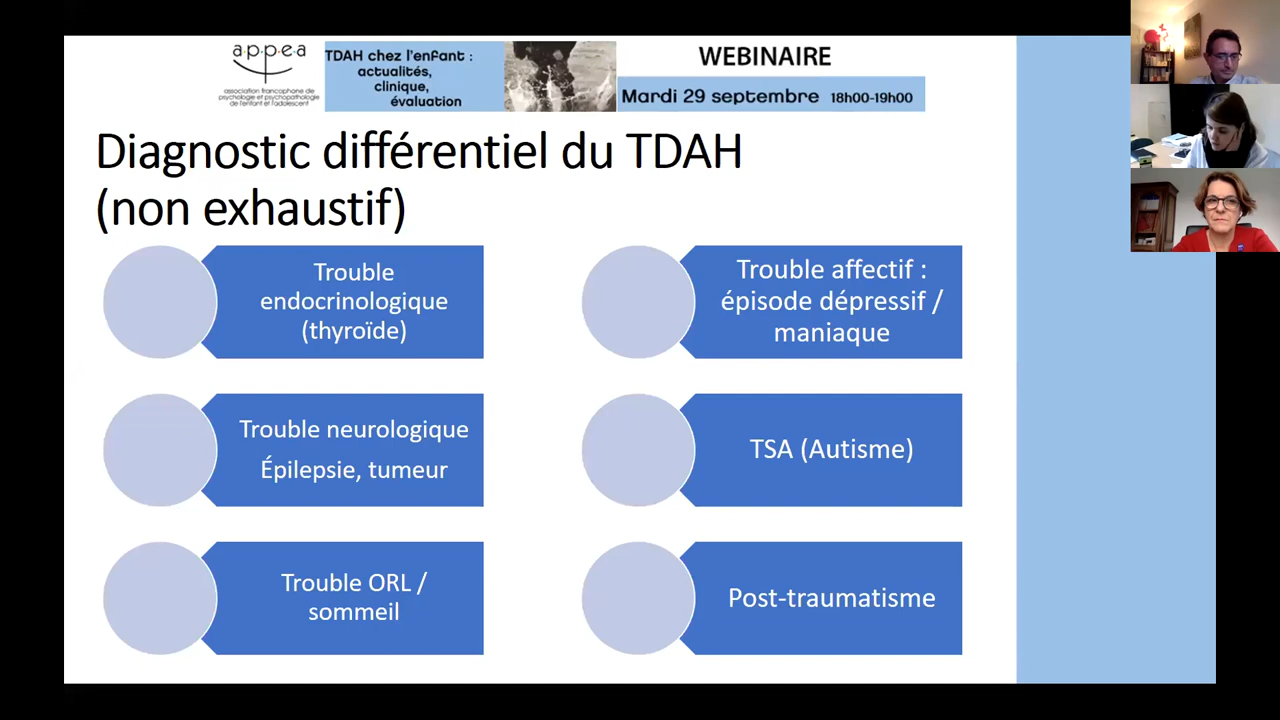 appea
association francophone de
psychologie et psychopathologie
de l'enfant et l'adolescent
TDAH chez l'enfant :
actualités,
clinique,
évaluation
WEBINAIRE
Mardi 29 septembre 18h00-19h00
Diagnostic différentiel du TDAH
(non exhaustif)
Trouble
endocrinologique
(thyroïde)
Trouble affectif :
épisode dépressif /
maniaque
Trouble neurologique
Épilepsie, tumeur
TSA (Autisme)
Trouble ORL /
sommeil
Post-traumatisme